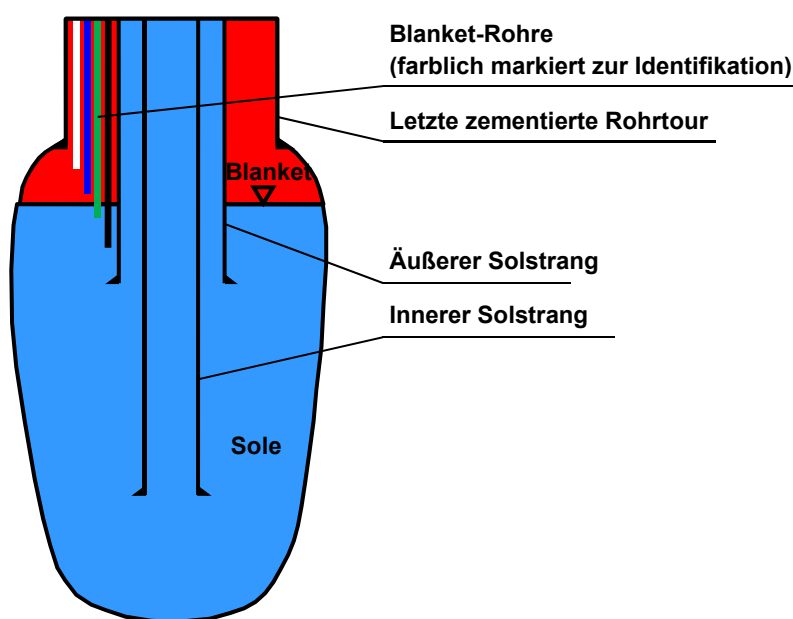 Blanket-Rohre
(farblich markiert zur Identifikation)
Letzte zementierte Rohrtour
Blanket
Äußerer Solstrang
Innerer Solstrang
Sole